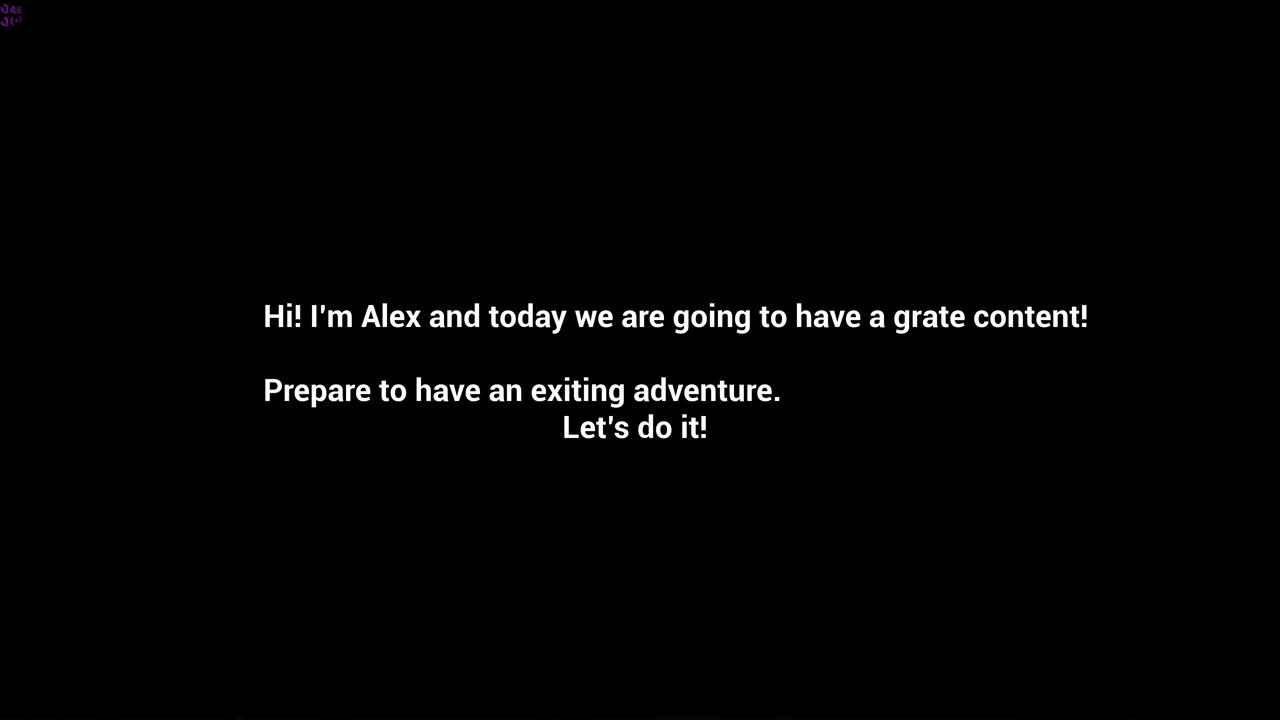 Hi! I'm Alex and today we are going to have a grate content!
Prepare to have an exiting adventure.
Let's do it!